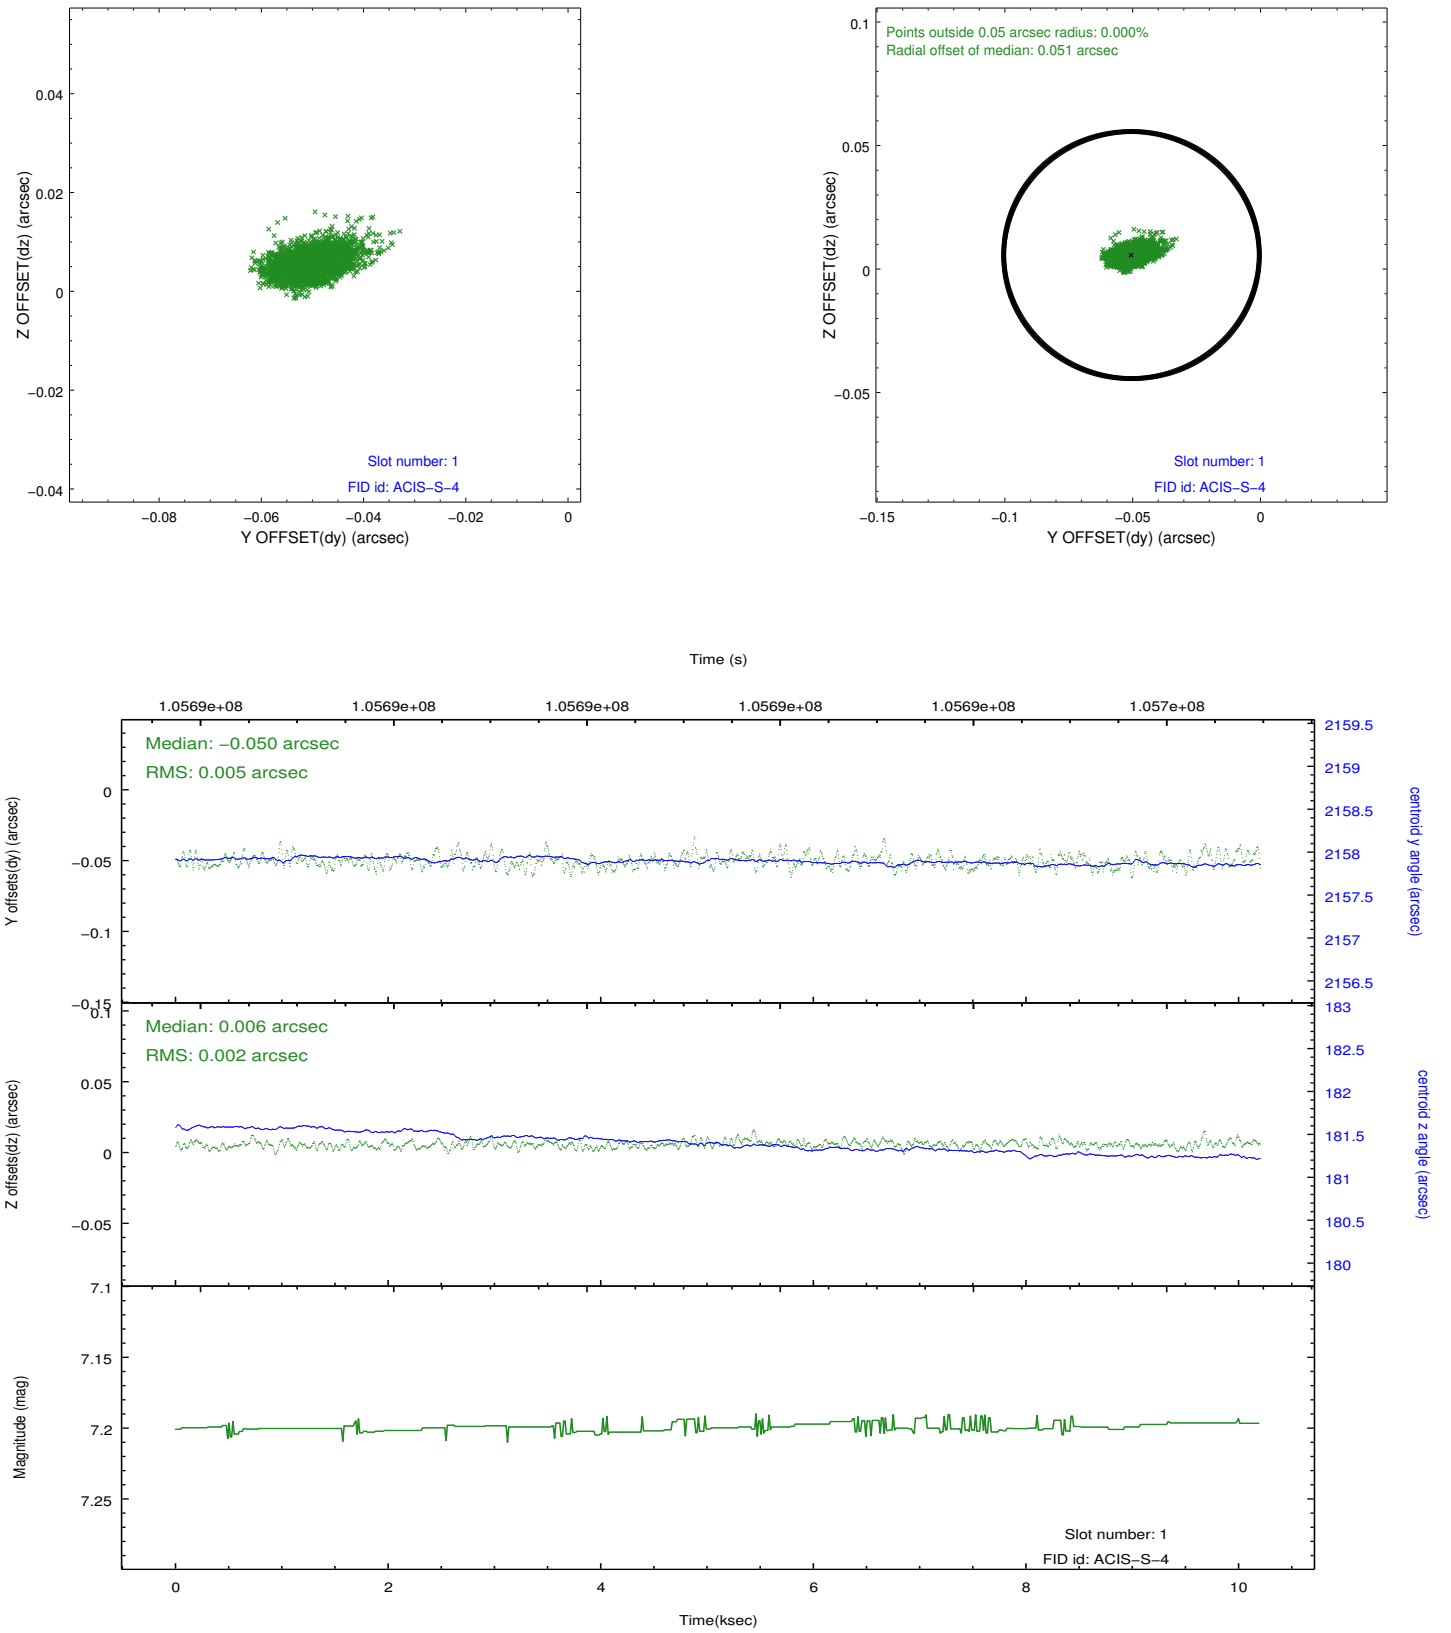 0.04
0.02
0
−0.02
−0.04
Z OFFSET(dz) (arcsec)
Slot number: 1
FID id: ACIS−S−4
−0.08
−0.06
−0.04
−0.02
0
Y OFFSET(dy) (arcsec)
0.1
0.05
0
−0.05
Z OFFSET(dz) (arcsec)
Points outside 0.05 arcsec radius: 0.000%
Radial offset of median: 0.051 arcsec
Slot number: 1
FID id: ACIS−S−4
−0.15
−0.1
−0.05
0
Y OFFSET(dy) (arcsec)
Time (s)
1.0569e+08
1.0569e+08
1.0569e+08
1.0569e+08
1.0569e+08
1.057e+08
Median: −0.050 arcsec
RMS: 0.005 arcsec
0
−0.05
−0.1
−0.15
Y offsets(dy) (arcsec)
2159.5
2159
2158.5
2158
2157.5
2157
2156.5
centroid y angle (arcsec)
Median: 0.006 arcsec
RMS: 0.002 arcsec
0.1
0.05
0
−0.05
Z offsets(dz) (arcsec)
183
182.5
182
181.5
181
180.5
180
centroid z angle (arcsec)
7.1
7.15
7.2
7.25
Magnitude (mag)
Slot number: 1
FID id: ACIS−S−4
0
2
4
6
8
10
Time(ksec)